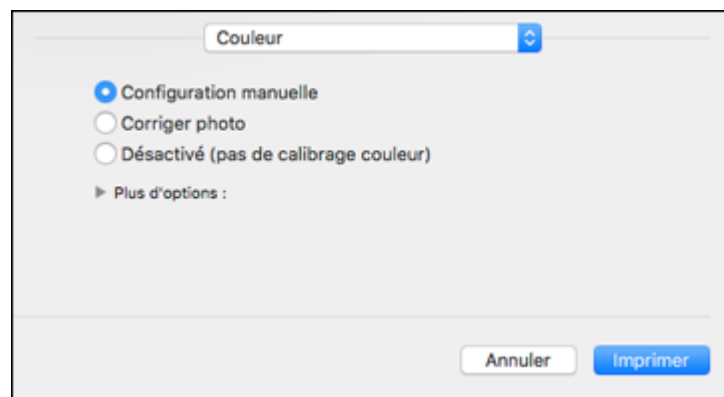 Couleur
Configuration manuelle
Corriger photo
Désactivé (pas de calibrage couleur)
Plus d'options :
Annuler
Imprimer